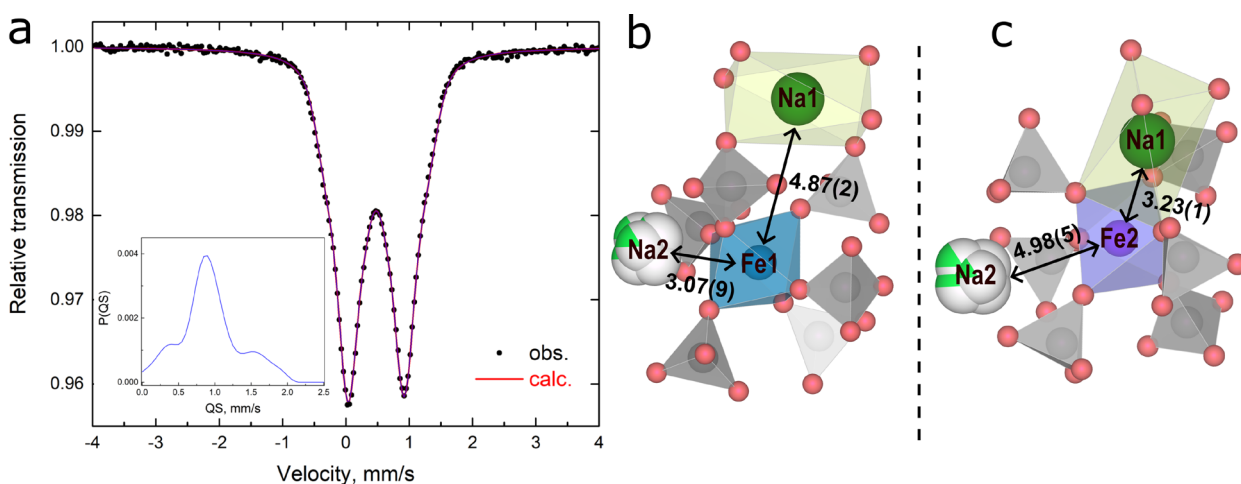 a
Relative transmission
1.00
0.99
0.98
0.97
0.96
-4
-3
-2
-1
0
1
2
3
4
Velocity, mm/s
obs.
calc.
P(QS)
0.004
0.002
0.000
0.0
0.5
1.0
1.5
2.0
2.5
QS, mm/s
b
Na1
4.87(2)
Na2
Fe1
3.07(9)
c
Na1
3.23(1)
Fe2
4.98(5)
Na2